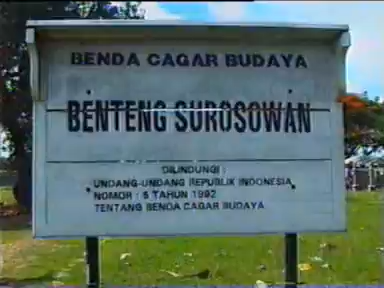 BENDA CAGAR BUDAYA
BENTENG SUROSOWAN
DILINDUNGI :
UNDANG-UNDANG REPUBLIK INDONESIA
NOMOR : 5 TAHUN 1992
TENTANG BENDA CAGAR BUDAYA